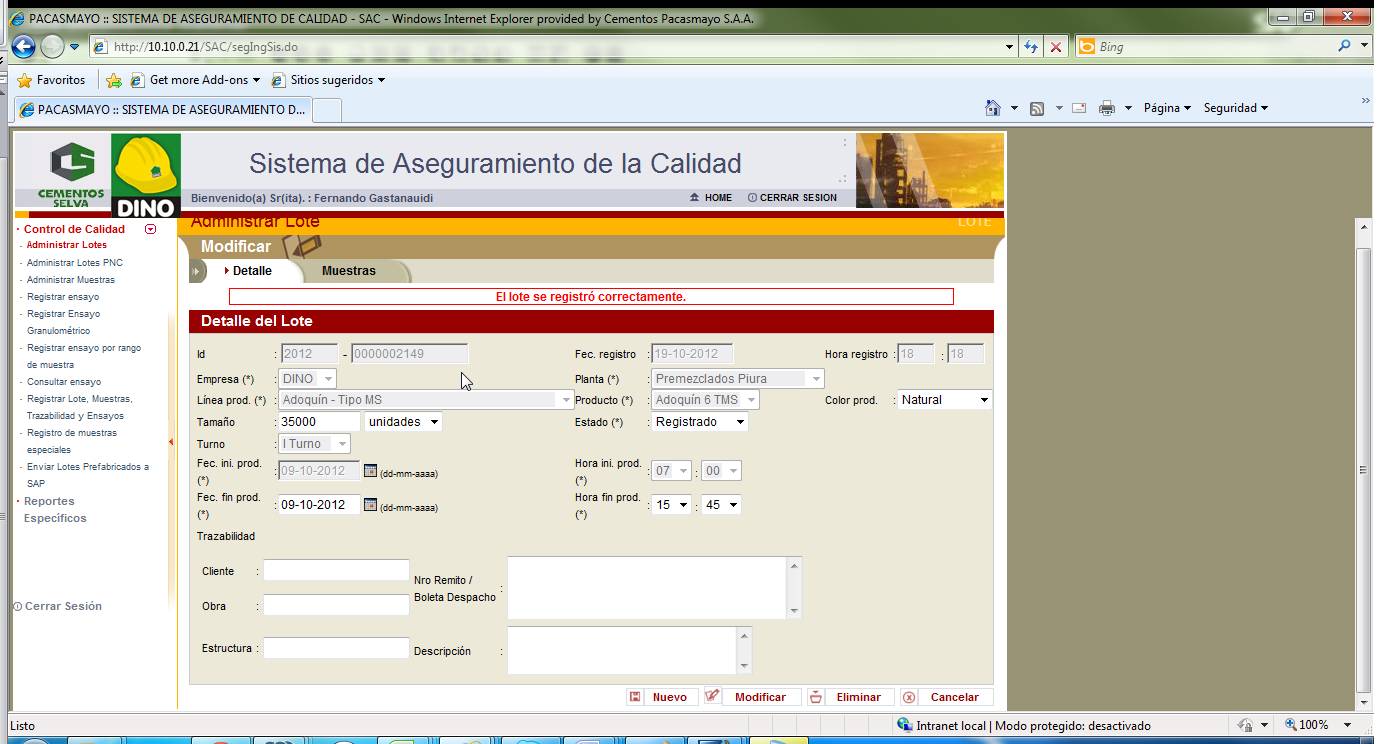 PACASMAYO :: SISTEMA DE ASEGURAMIENTO DE CALIDAD - SAC - Windows Internet Explorer provided by Cementos Pacasmayo S.A.A.
http://10.10.0.21/SAC/segIngSis.do
Bing
Favoritos Get more Add-ons Sitios sugeridos
PACASMAYO :: SISTEMA DE ASEGURAMIENTO D...
Página Seguridad
CEMENTOS SELVA
DINO
Sistema de Aseguramiento de la Calidad
Bienvenido(a) Sr(ita). : Fernando Gastanauidi
HOME CERRAR SESION
Control de Calidad
- Administrar Lotes
- Administrar Lotes PNC
- Administrar Muestras
- Registrar ensayo
- Registrar Ensayo
Granulométrico
- Registrar ensayo por rango
de muestra
- Consultar ensayo
- Registrar Lote, Muestras,
Trazabilidad y Ensayos
- Registro de muestras
especiales
- Enviar Lotes Prefabricados a
SAP
Reportes
Específicos
Cerrar Sesión
Administrar Lote LOTE
Modificar
Detalle Muestras
El lote se registró correctamente.
Detalle del Lote
Id : 2012 - 0000002149 Fec. registro : 19-10-2012 Hora registro : 18 : 18
Empresa (*) : DINO Planta (*) : Premezclados Piura
Línea prod. (*) : Adoquín - Tipo MS Producto (*) : Adoquín 6 TMS Color prod. : Natural
Tamaño : 35000 unidades Estado (*) : Registrado
Turno : I Turno
Fec. ini. prod. (*) : 09-10-2012 (dd-mm-aaaa) Hora ini. prod. (*) : 07 : 00
Fec. fin prod. (*) : 09-10-2012 (dd-mm-aaaa) Hora fin prod. (*) : 15 : 45
Trazabilidad
Cliente :
Nro Remito /
Boleta Despacho :
Obra :
Estructura :
Descripción :
Nuevo Modificar Eliminar Cancelar
Listo Intranet local | Modo protegido: desactivado 100%